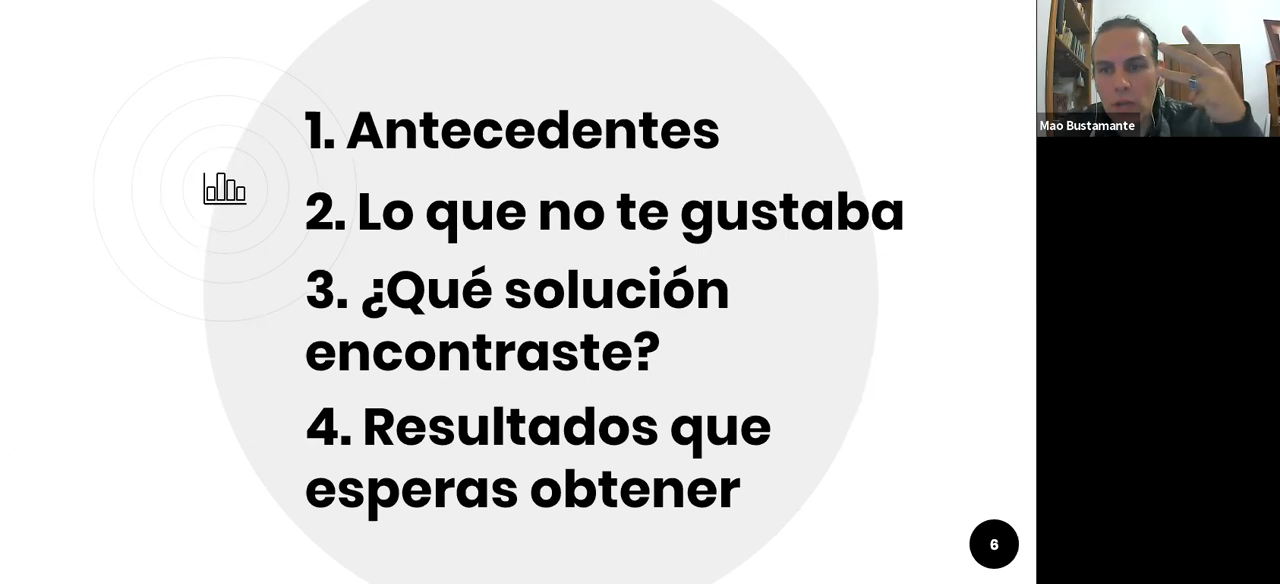 1. Antecedentes
2. Lo que no te gustaba
3. ¿Qué solución
encontraste?
4. Resultados que
esperas obtener
6
Mao Bustamante